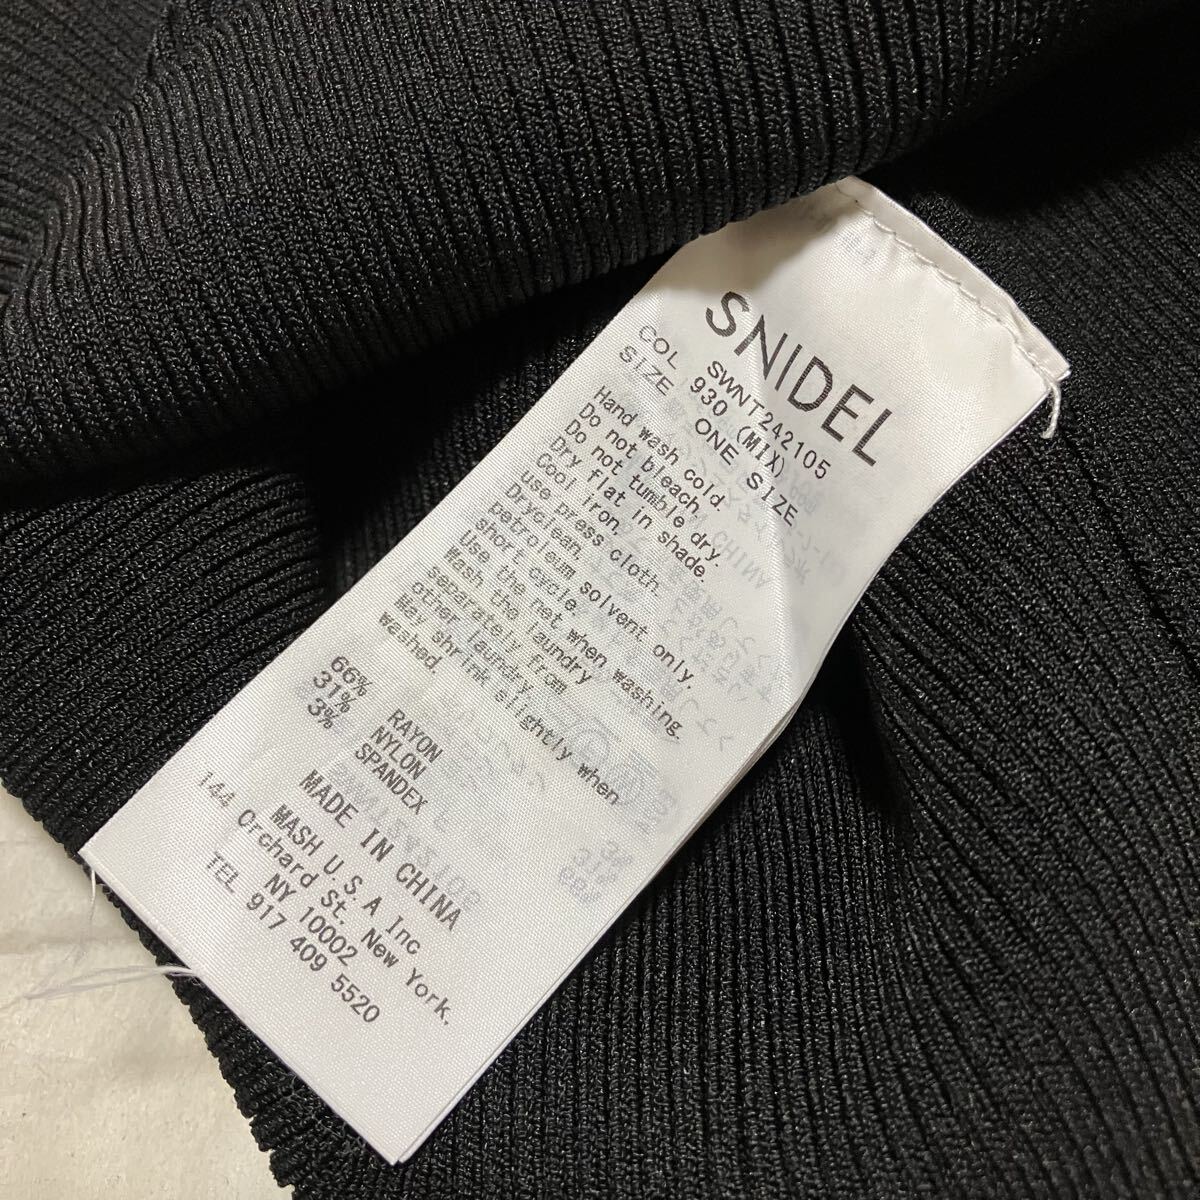 SNIDEL
SWNT242105
COL 930 (MIX)
SIZE ONE SIZE
Hand wash cold.
Do not bleach.
Do not tumble dry.
Dry flat in shade.
Cool iron.
use press cloth.
Dryclean.
petroleum solvent only.
short cycle.
Use the net when washing.
Wash the laundry
separately from
other laundry.
May shrink slightly when
washed.
66% RAYON
31% NYLON
3% SPANDEX
MADE IN CHINA
MASH U.S.A Inc
144 Orchard St. New York.
NY 10002
TEL 917 409 5520